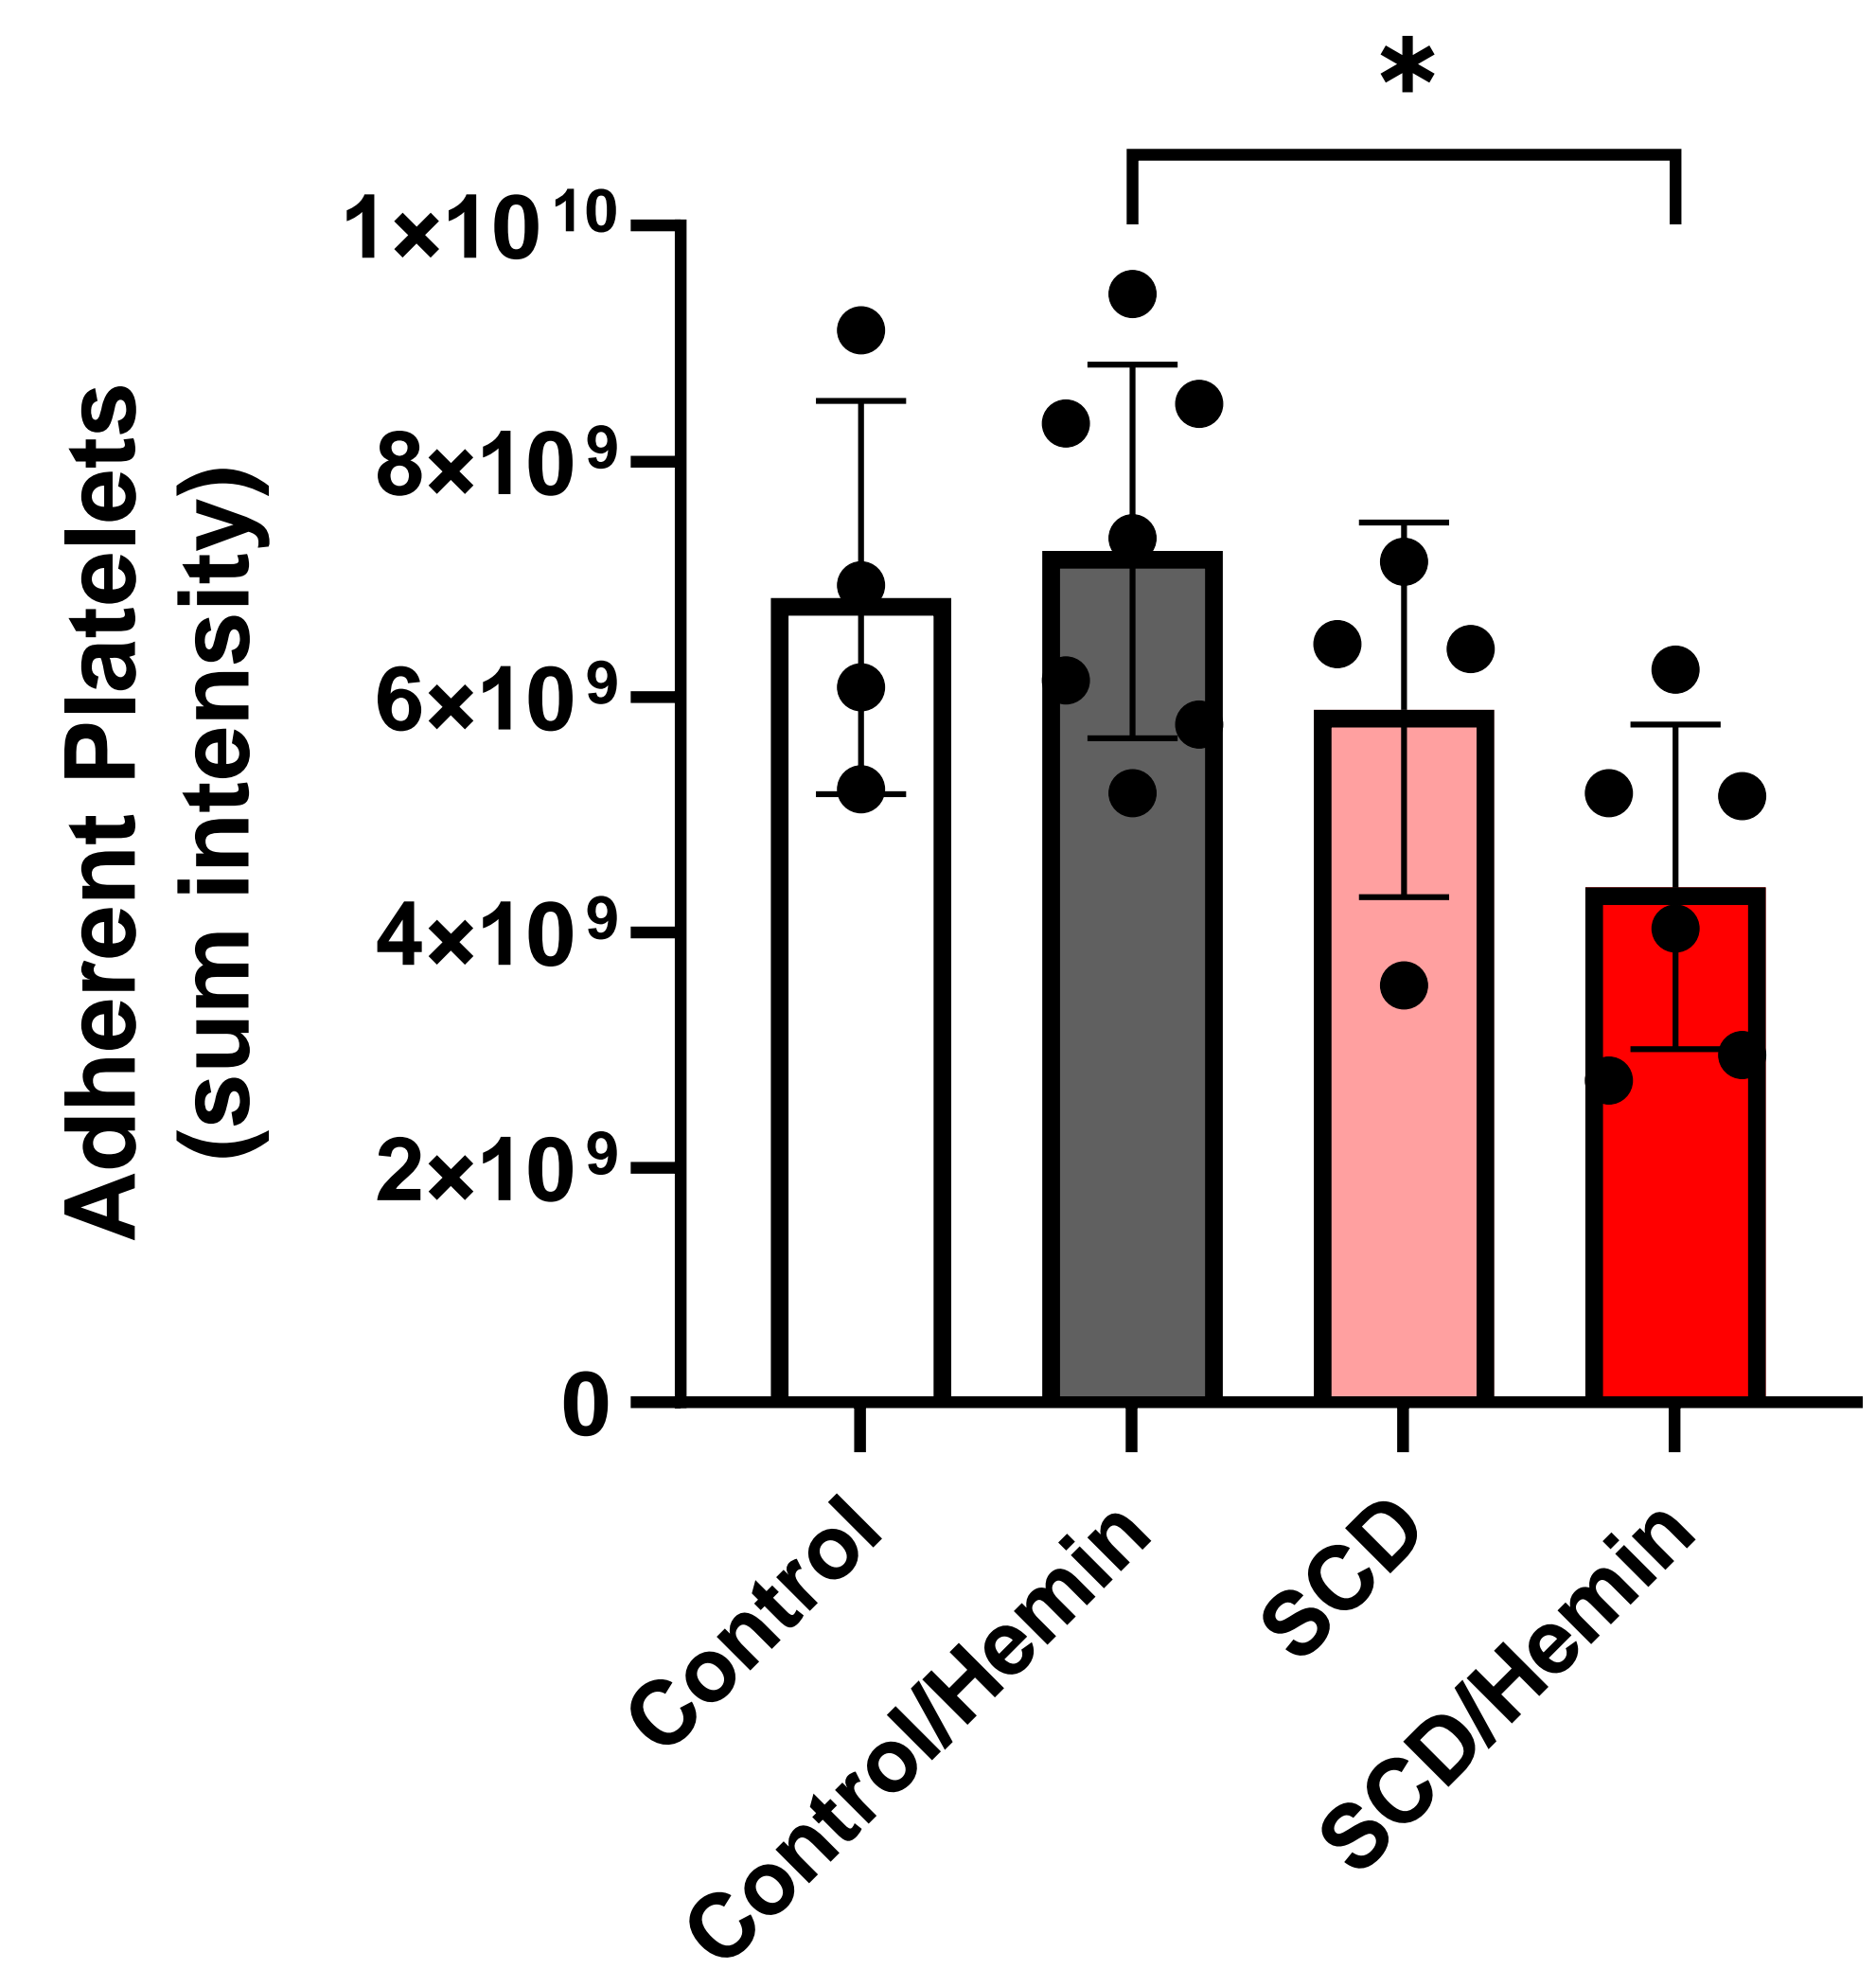 *
Adherent Platelets
(sum intensity)
1×10¹⁰
8×10⁹
6×10⁹
4×10⁹
2×10⁹
0
Control
Control/Hemin
SCD
SCD/Hemin